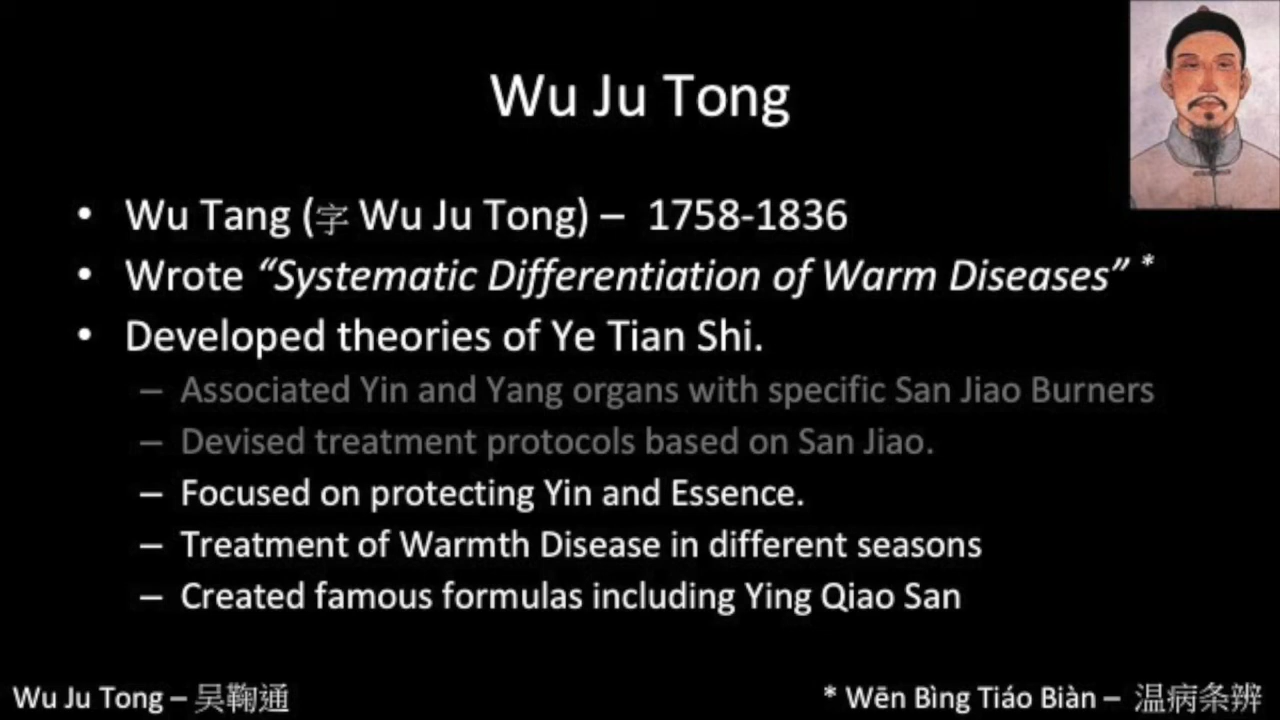 Wu Ju Tong
• Wu Tang (字 Wu Ju Tong) – 1758-1836
• Wrote “Systematic Differentiation of Warm Diseases” *
• Developed theories of Ye Tian Shi.
– Associated Yin and Yang organs with specific San Jiao Burners
– Devised treatment protocols based on San Jiao.
– Focused on protecting Yin and Essence.
– Treatment of Warmth Disease in different seasons
– Created famous formulas including Ying Qiao San
Wu Ju Tong – 吴鞠通
* Wēn Bìng Tiáo Biàn – 温病条辨